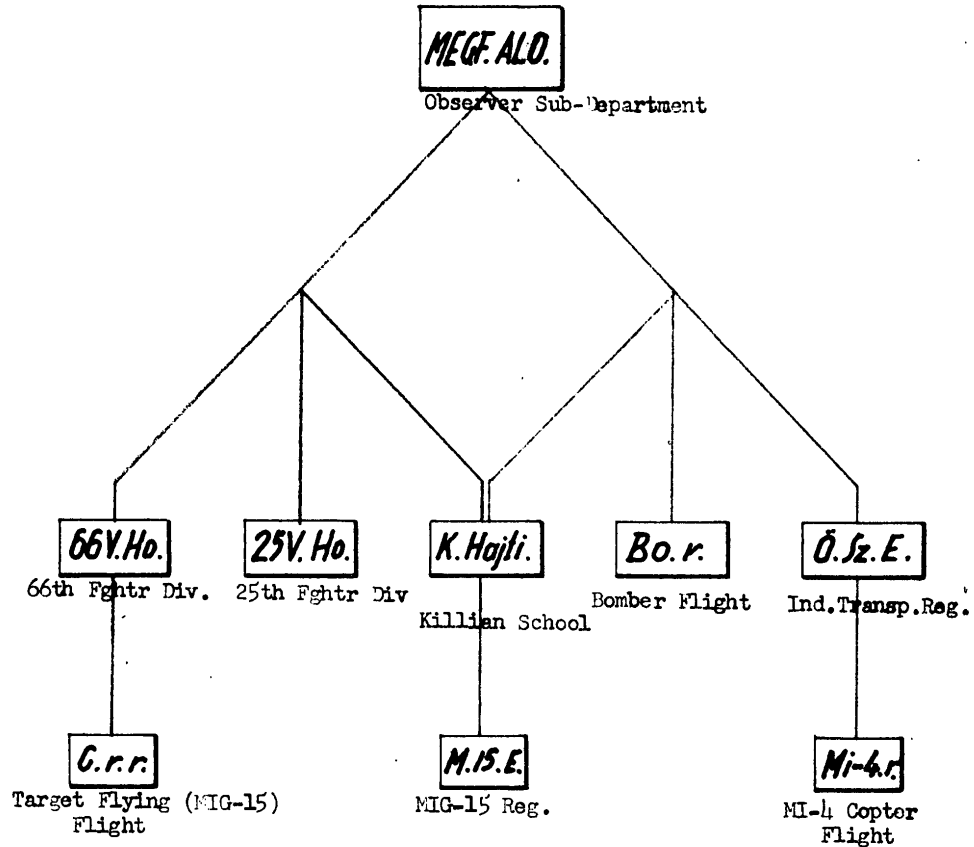 MEGF. ALO.
Observer Sub-Department
66V.Ho.
66th Fghtr Div.
25V.Ho.
25th Fghtr Div
K.Hajti.
Killian School
Bo.r.
Bomber Flight
Ö.Sz.E.
Ind.Transp.Reg.
C.r.r.
Target Flying (MIG-15)
Flight
M.15.E.
MIG-15 Reg.
Mi-4.r.
MI-4 Copter
Flight